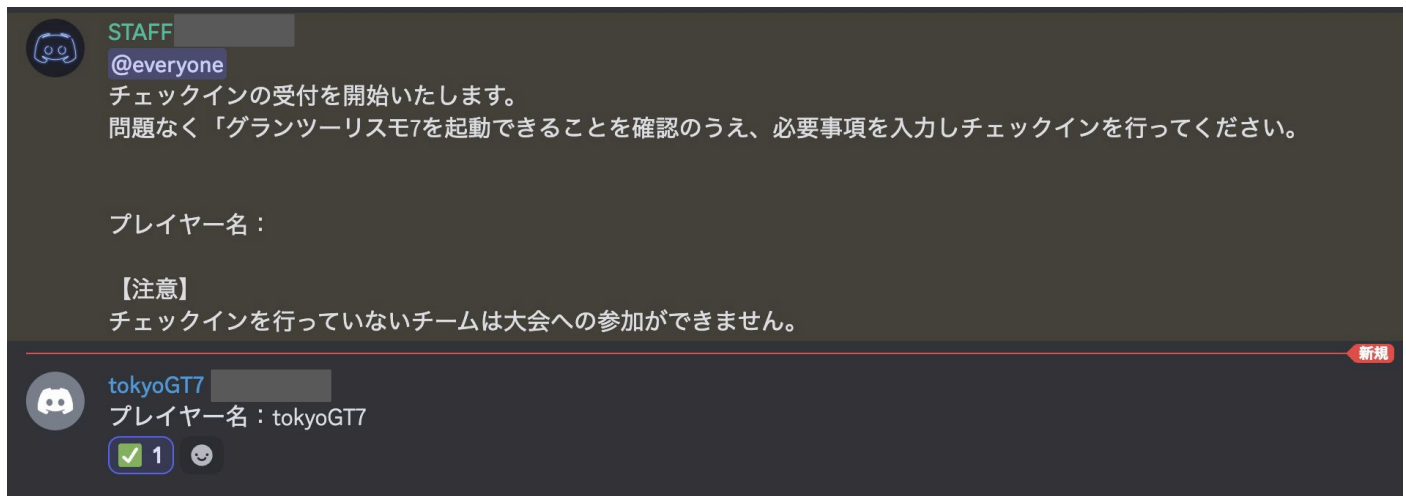 STAFF
@everyone
チェックインの受付を開始いたします。
問題なく「グランツーリスモ7を起動できることを確認のうえ、必要事項を入力しチェックインを行ってください。
プレイヤー名：
【注意】
チェックインを行っていないチームは大会への参加ができません。
新規
tokyoGT7
プレイヤー名：tokyoGT7
1